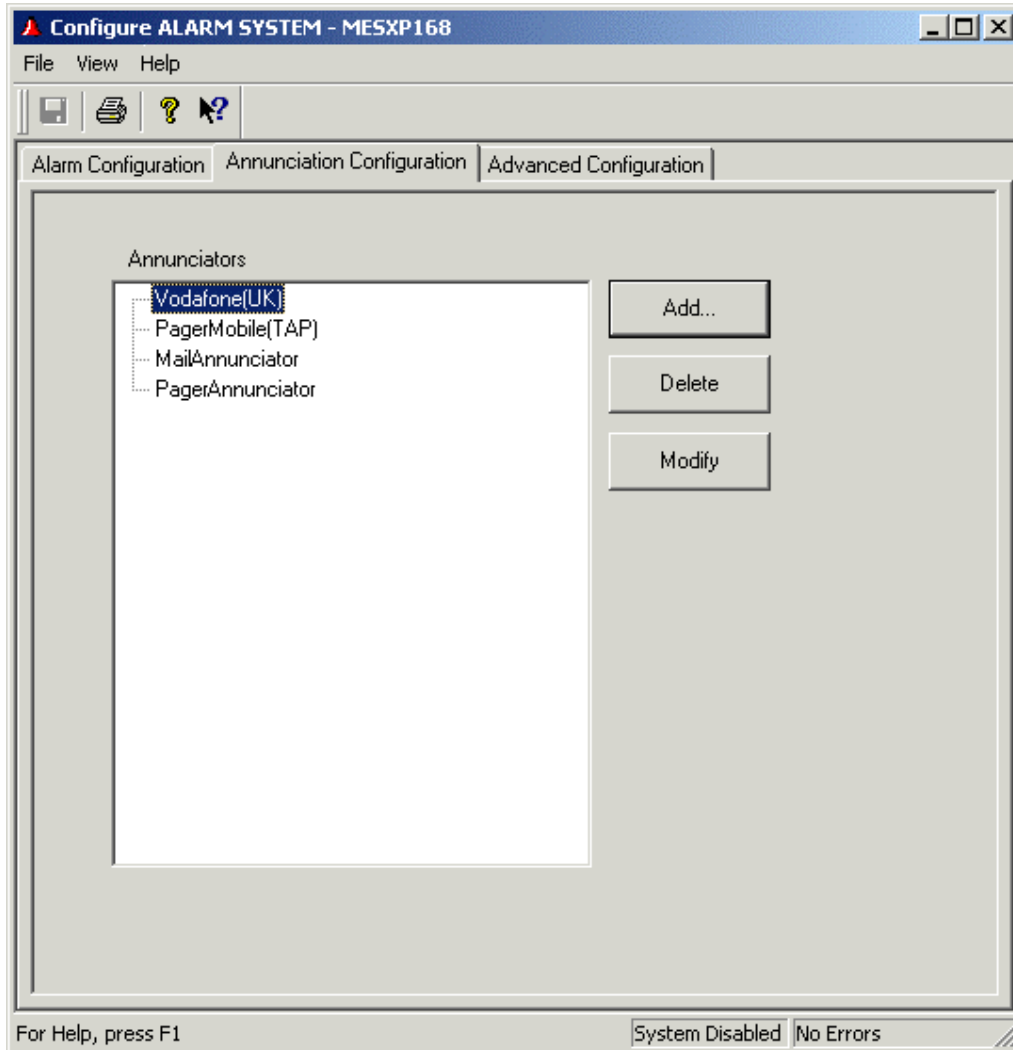 Configure ALARM SYSTEM - MESXP168
File View Help
Alarm Configuration Annunciation Configuration Advanced Configuration
Annunciators
Vodafone(UK)
PagerMobile(TAP)
MailAnnunciator
PagerAnnunciator
Add...
Delete
Modify
For Help, press F1 System Disabled No Errors